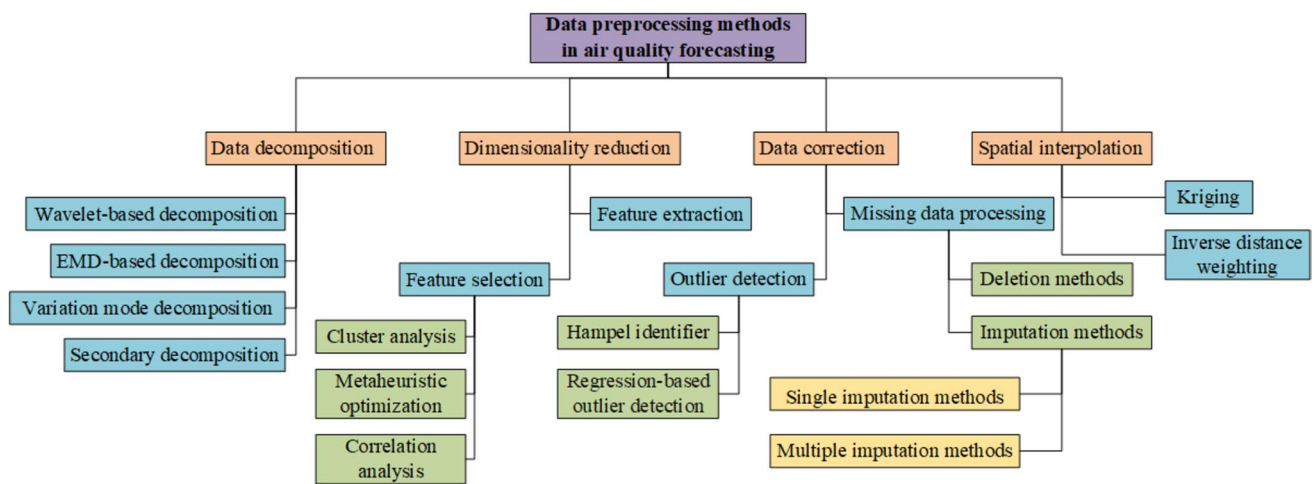 Data preprocessing methods
in air quality forecasting
Data decomposition
Dimensionality reduction
Data correction
Spatial interpolation
Wavelet-based decomposition
EMD-based decomposition
Variation mode decomposition
Secondary decomposition
Feature extraction
Feature selection
Cluster analysis
Metaheuristic
optimization
Correlation
analysis
Missing data processing
Outlier detection
Hampel identifier
Regression-based
outlier detection
Deletion methods
Imputation methods
Single imputation methods
Multiple imputation methods
Kriging
Inverse distance
weighting